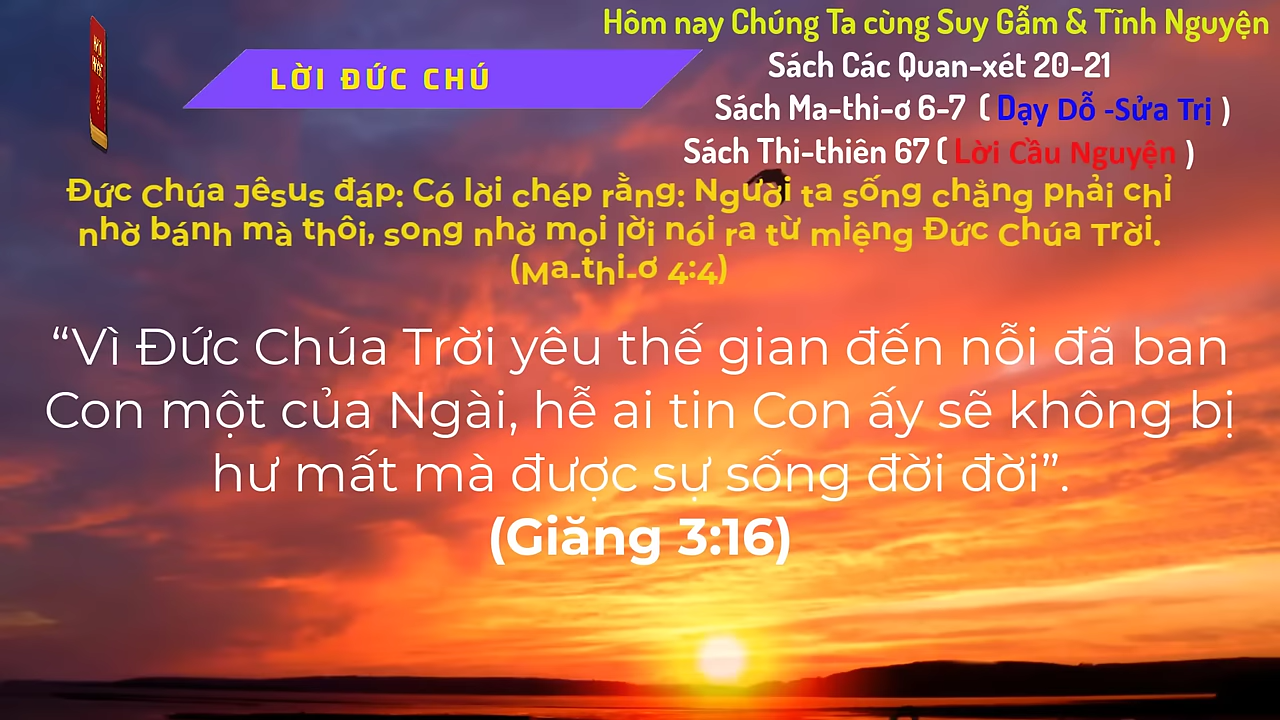 Hôm nay Chúng Ta cùng Suy Gẫm & Tĩnh Nguyện
LỜI ĐỨC CHÚ
Sách Các Quan-xét 20-21
Sách Ma-thi-ơ 6-7 ( Dạy Dỗ -Sửa Trị )
Sách Thi-thiên 67 ( Lời Cầu Nguyện )
Đức Chúa Jêsus đáp: Có lời chép rằng: Người ta sống chẳng phải chỉ
nhờ bánh mà thôi, song nhờ mọi lời nói ra từ miệng Đức Chúa Trời.
(Ma-thi-ơ 4:4)
“Vì Đức Chúa Trời yêu thế gian đến nỗi đã ban
Con một của Ngài, hễ ai tin Con ấy sẽ không bị
hư mất mà được sự sống đời đời”.
(Giăng 3:16)